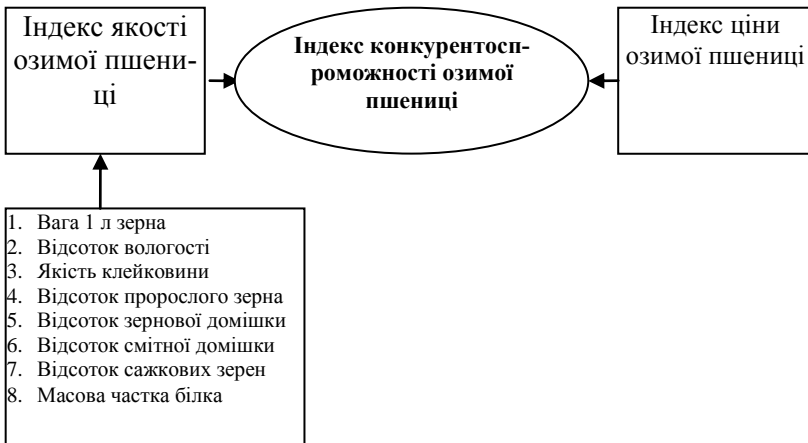 Індекс якості
озимої пшени-
ці
Індекс конкурентосп-
роможності озимої
пшениці
Індекс ціни
озимої пшениці
1. Вага 1 л зерна
2. Відсоток вологості
3. Якість клейковини
4. Відсоток пророслого зерна
5. Відсоток зернової домішки
6. Відсоток смітної домішки
7. Відсоток сажкових зерен
8. Масова частка білка